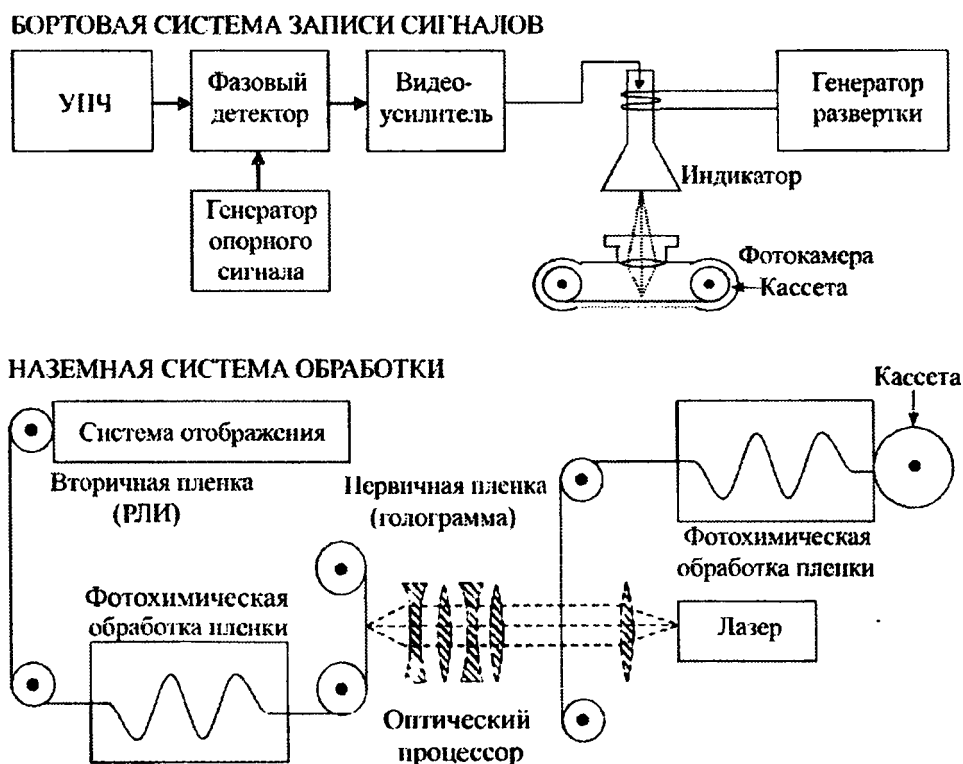 БОРТОВАЯ СИСТЕМА ЗАПИСИ СИГНАЛОВ
УПЧ
Фазовый
детектор
Видео-
усилитель
Генератор
развертки
Индикатор
Генератор
опорного
сигнала
Фотокамера
Кассета
НАЗЕМНАЯ СИСТЕМА ОБРАБОТКИ
Кассета
Система отображения
Вторичная пленка
(РЛИ)
Первичная пленка
(голограмма)
Фотохимическая
обработка пленки
Фотохимическая
обработка пленки
Лазер
Оптический
процессор